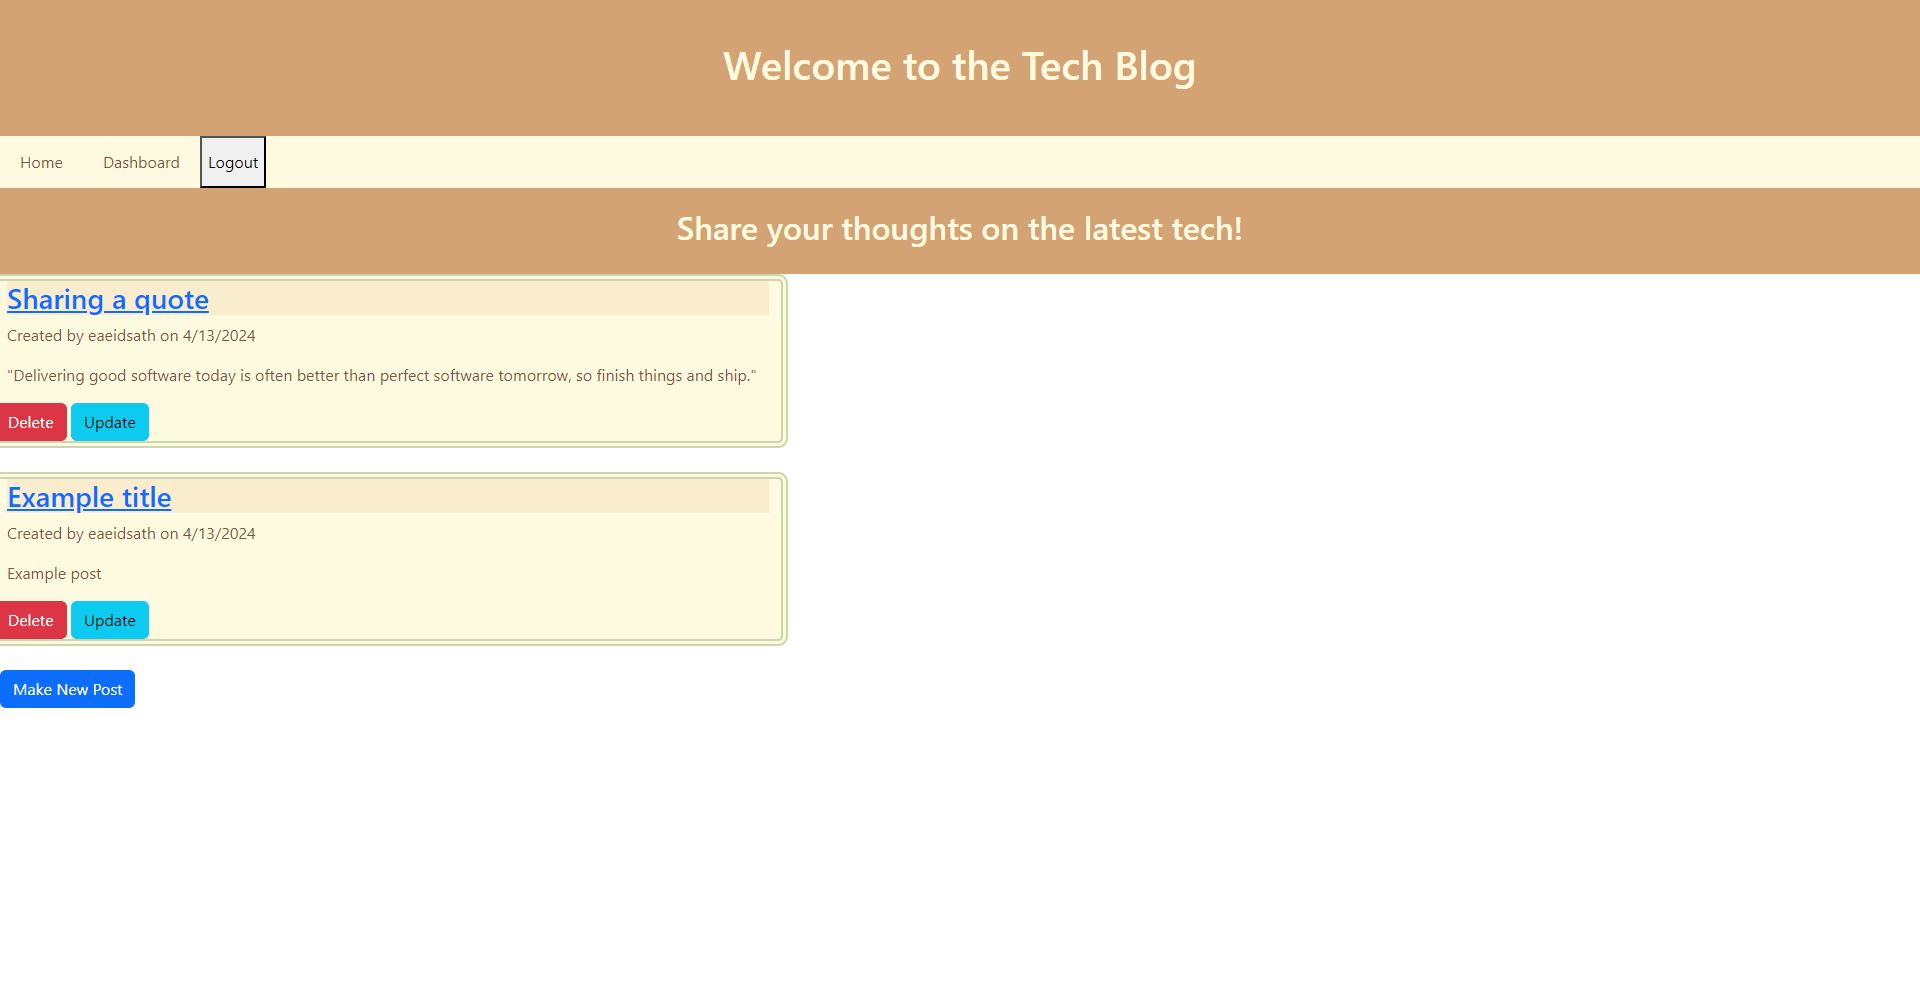 Welcome to the Tech Blog
Home Dashboard Logout
Share your thoughts on the latest tech!
Sharing a quote
Created by eaeidsath on 4/13/2024
"Delivering good software today is often better than perfect software tomorrow, so finish things and ship."
Delete Update
Example title
Created by eaeidsath on 4/13/2024
Example post
Delete Update
Make New Post